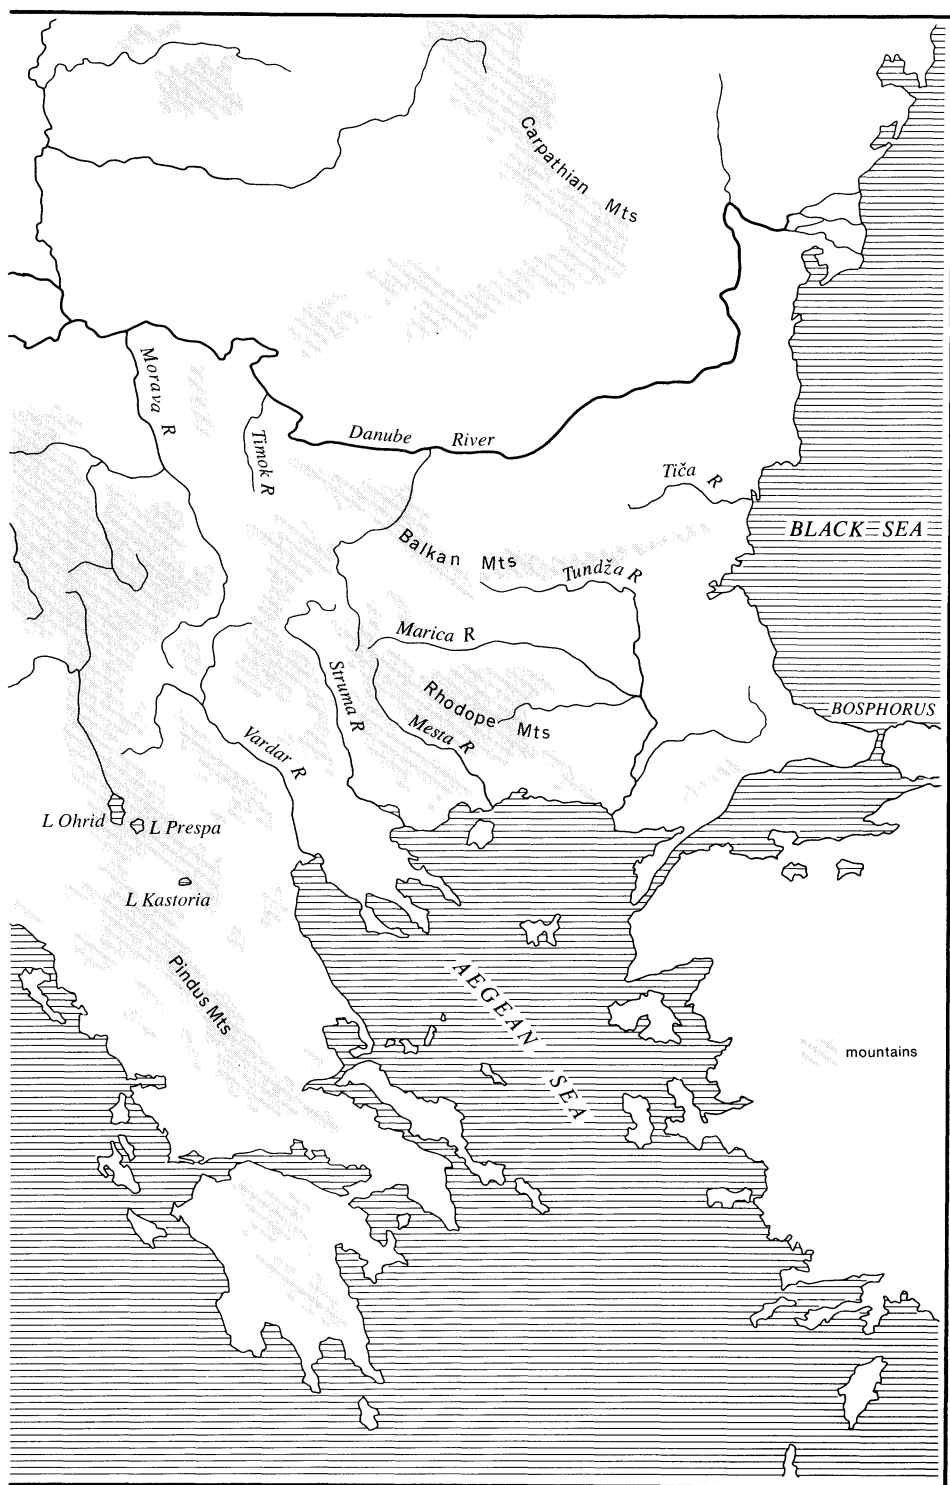 Carpathian Mts
Morava R
Timok R
Danube River
Tiča R
BLACK SEA
Balkan Mts
Tundža R
Marica R
Struma R
Rhodope Mts
Mesta R
BOSPHORUS
Vardar R
L Ohrid
L Prespa
L Kastoria
Pindus Mts
AEGEAN SEA
mountains